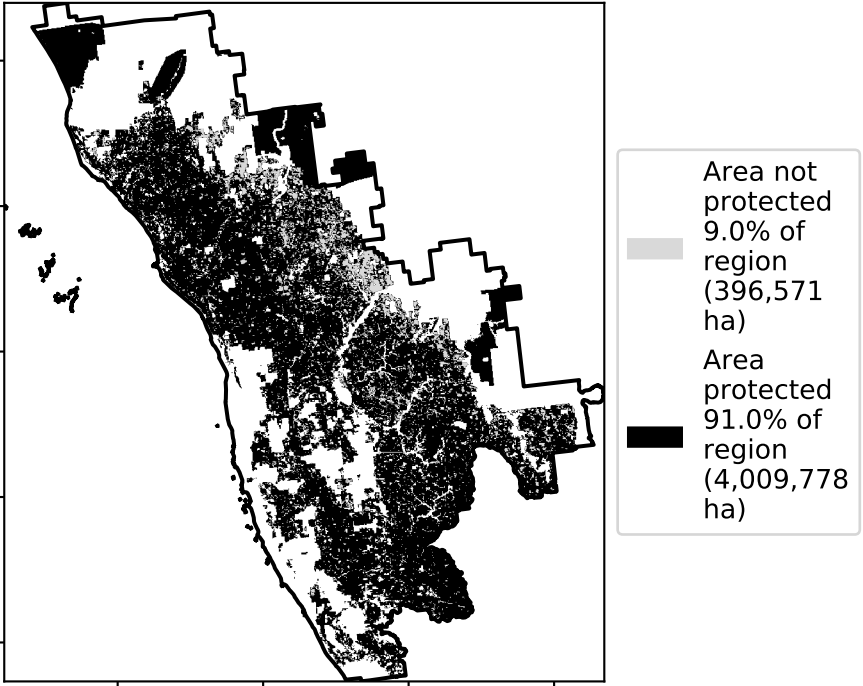 Area not
protected
9.0% of
region
(396,571
ha)
Area
protected
91.0% of
region
(4,009,778
ha)